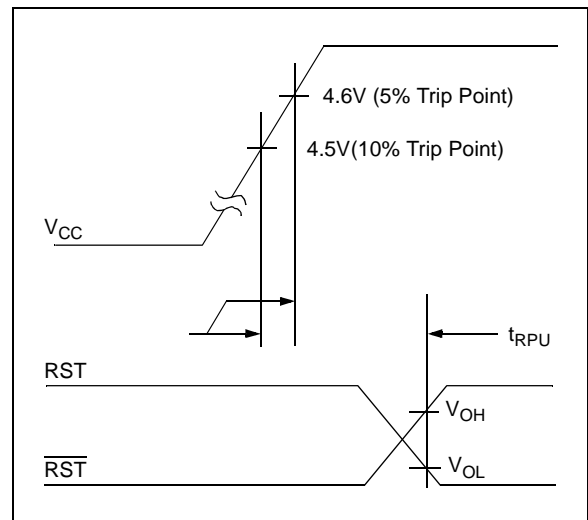 4.6V (5% Trip Point)
4.5V(10% Trip Point)
VCC
tRPU
RST
VOH
RST
VOL